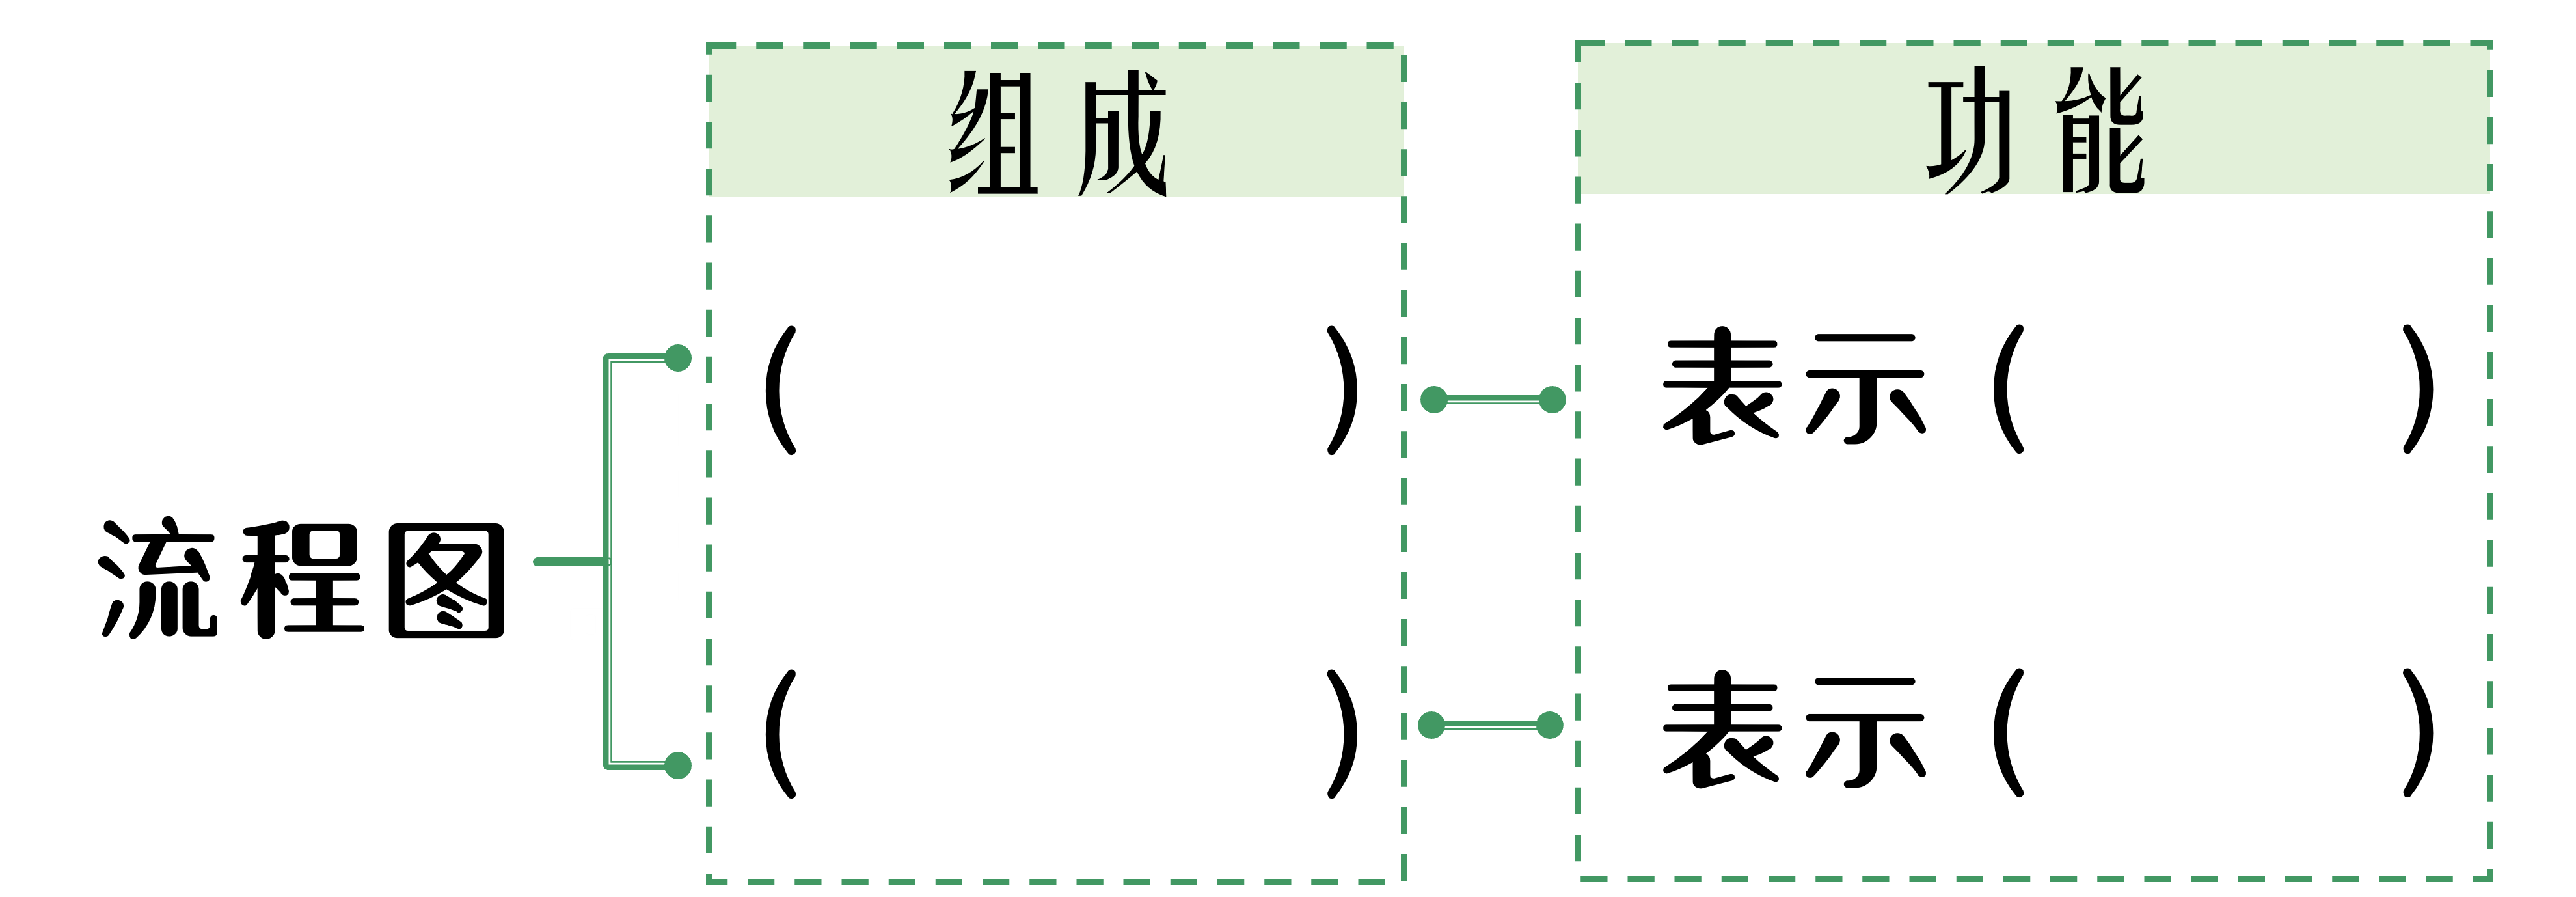 组成
功能
流程图
(   )
表示(   )
(   )
表示(   )